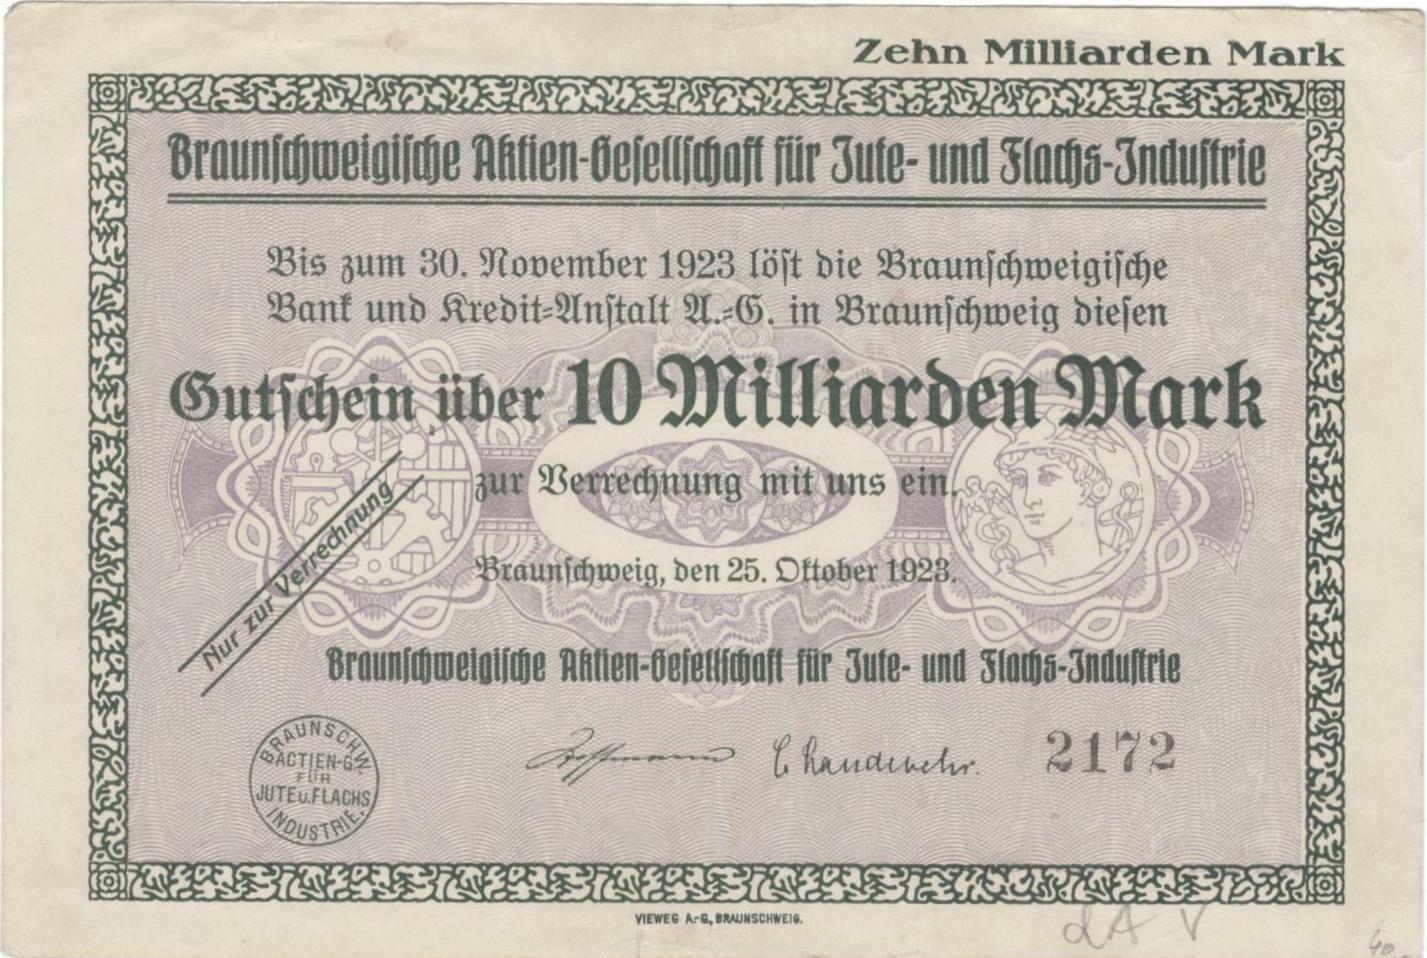 Zehn Milliarden Mark
Braunschweigische Aktien-Gesellschaft für Jute- und Flachs-Industrie
Bis zum 30. November 1923 löst die Braunschweigische
Bank und Kredit-Anstalt A.-G. in Braunschweig diesen
Gutschein über 10 Milliarden Mark
zur Verrechnung mit uns ein.
Nur zur Verrechnung
Braunschweig, den 25. Oktober 1923.
Braunschweigische Aktien-Gesellschaft für Jute- und Flachs-Industrie
BRAUNSCHW.
ACTIEN-G.
FÜR
JUTE u. FLACHS
INDUSTRIE.
C Landwehr.
2172
VIEWEG A.-G., BRAUNSCHWEIG.
40.